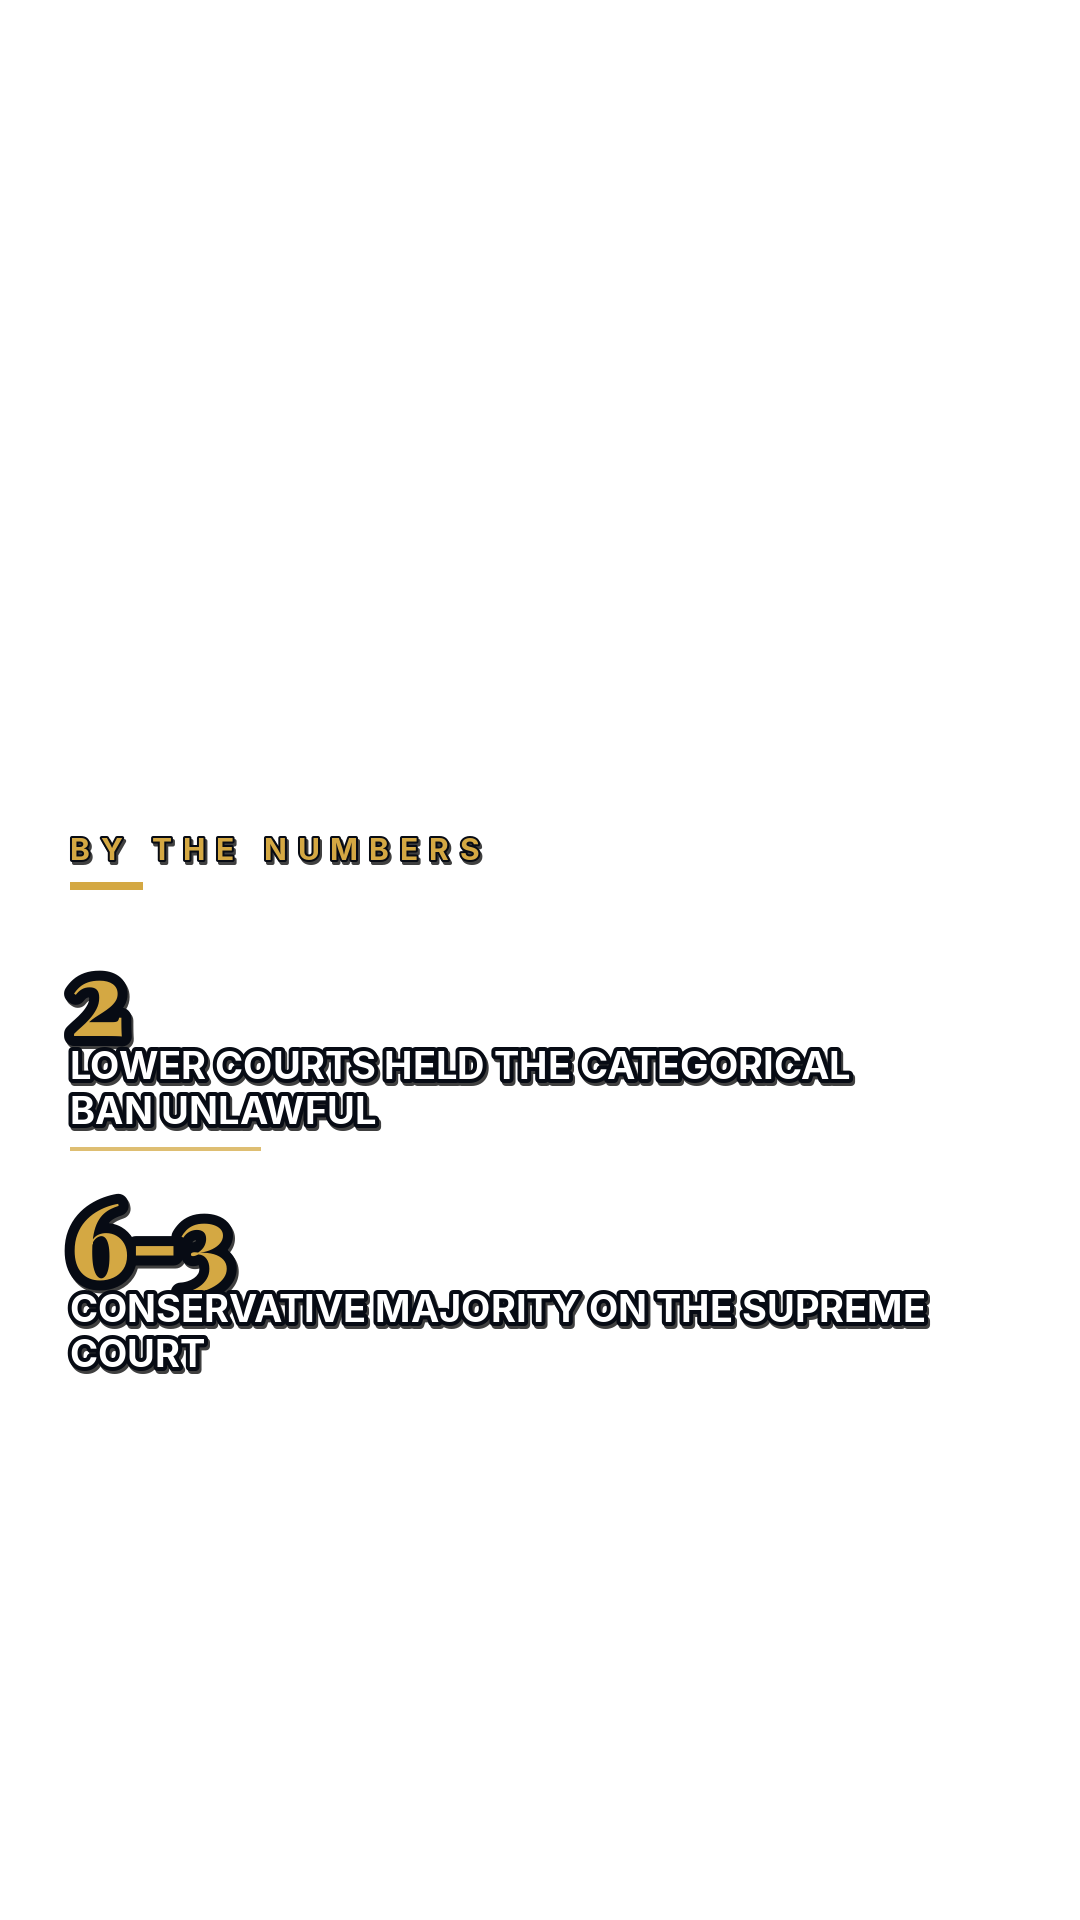 BY THE NUMBERS
2
LOWER COURTS HELD THE CATEGORICAL
BAN UNLAWFUL
6–3
CONSERVATIVE MAJORITY ON THE SUPREME
COURT